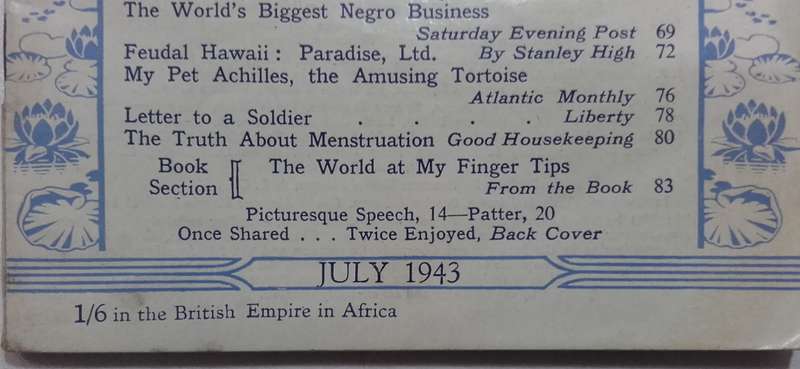 The World's Biggest Negro Business
Saturday Evening Post 69
Feudal Hawaii: Paradise, Ltd. By Stanley High 72
My Pet Achilles, the Amusing Tortoise
Atlantic Monthly 76
Letter to a Soldier . . . . Liberty 78
The Truth About Menstruation Good Housekeeping 80
Book Section [ The World at My Finger Tips
From the Book 83
Picturesque Speech, 14—Patter, 20
Once Shared . . . Twice Enjoyed, Back Cover
JULY 1943
1/6 in the British Empire in Africa